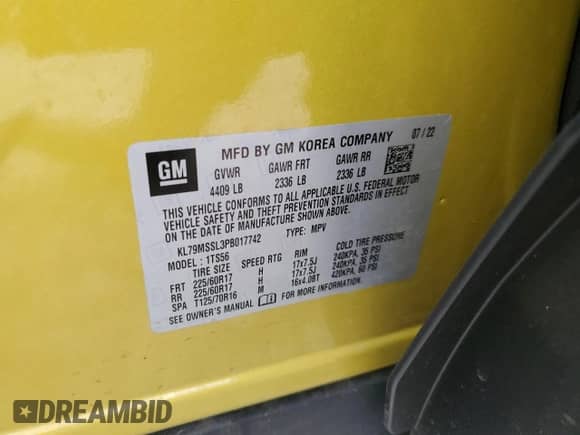 GM
MFD BY GM KOREA COMPANY 07 / 22
GVWR GAWR FRT GAWR RR
4409 LB 2336 LB 2336 LB
THIS VEHICLE CONFORMS TO ALL APPLICABLE U.S. FEDERAL MOTOR
VEHICLE SAFETY AND THEFT PREVENTION STANDARDS IN EFFECT
ON THE DATE OF MANUFACTURE SHOWN ABOVE.
KL79MSSL3PB017742 TYPE: MPV
MODEL : 1TS56
SPEED RTG RIM COLD TIRE PRESSURE
FRT 225/60R17 H 17x7.5J 240KPA, 35 PSI
RR 225/60R17 H 17x7.5J 240KPA, 35 PSI
SPA T125/70R16 M 16x4.0BT 420KPA, 60 PSI
SEE OWNER'S MANUAL FOR MORE INFORMATION.
DREAMBID